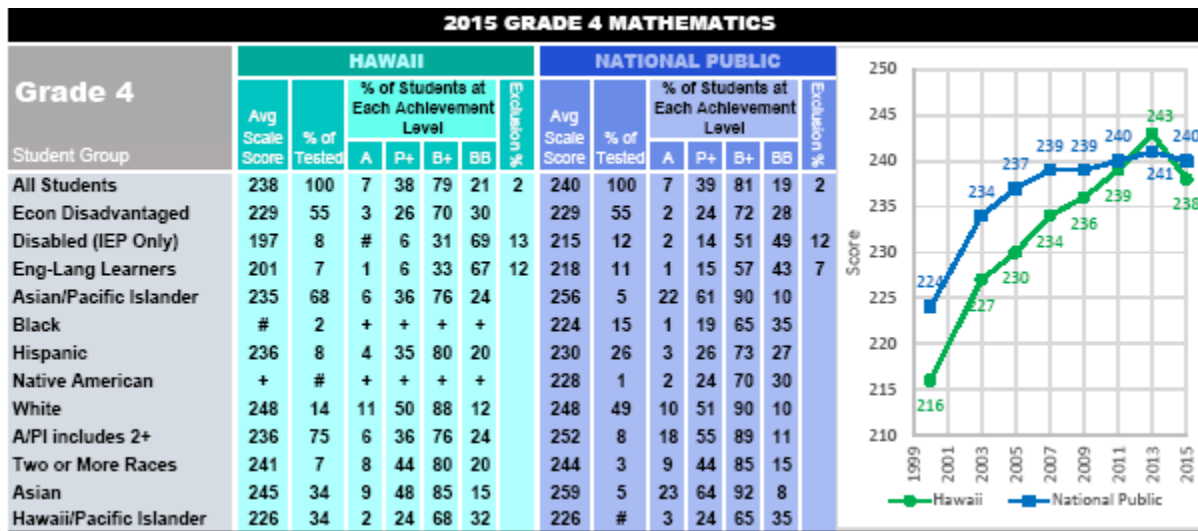 2015 GRADE 4 MATHEMATICS
HAWAII NATIONAL PUBLIC
Grade 4
Student Group
Avg Scale Score % of Tested % of Students at Each Achievement Level Exclusion % Avg Scale Score % of Tested % of Students at Each Achievement Level Exclusion %
A P+ B+ BB A P+ B+ BB
All Students 238 100 7 38 79 21 2 240 100 7 39 81 19 2
Econ Disadvantaged 229 55 3 26 70 30 229 55 2 24 72 28
Disabled (IEP Only) 197 8 # 6 31 69 13 215 12 2 14 51 49 12
Eng-Lang Learners 201 7 1 6 33 67 12 218 11 1 15 57 43 7
Asian/Pacific Islander 235 68 6 36 76 24 256 5 22 61 90 10
Black # 2 + + + + 224 15 1 19 65 35
Hispanic 236 8 4 35 80 20 230 26 3 26 73 27
Native American + # + + + + 228 1 2 24 70 30
White 248 14 11 50 88 12 248 49 10 51 90 10
A/PI includes 2+ 236 75 6 36 76 24 252 8 18 55 89 11
Two or More Races 241 7 8 44 80 20 244 3 9 44 85 15
Asian 245 34 9 48 85 15 259 5 23 64 92 8
Hawaii/Pacific Islander 226 34 2 24 68 32 226 # 3 24 65 35
250
245
240
235
230
225
220
215
210
Score
224 234 237 239 239 240 241 240
216 227 230 234 236 239 243 238
1999 2001 2003 2005 2007 2009 2011 2013 2015
Hawaii National Public